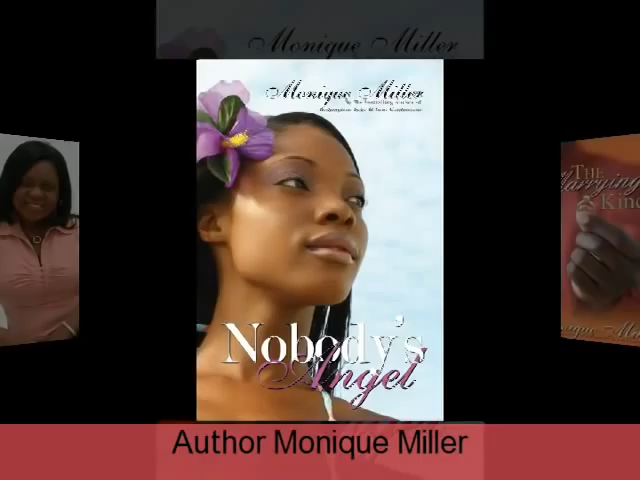 Monique Miller
Monique Miller
Nobody's
Angel
THE
Marrying
Kind
Author Monique Miller